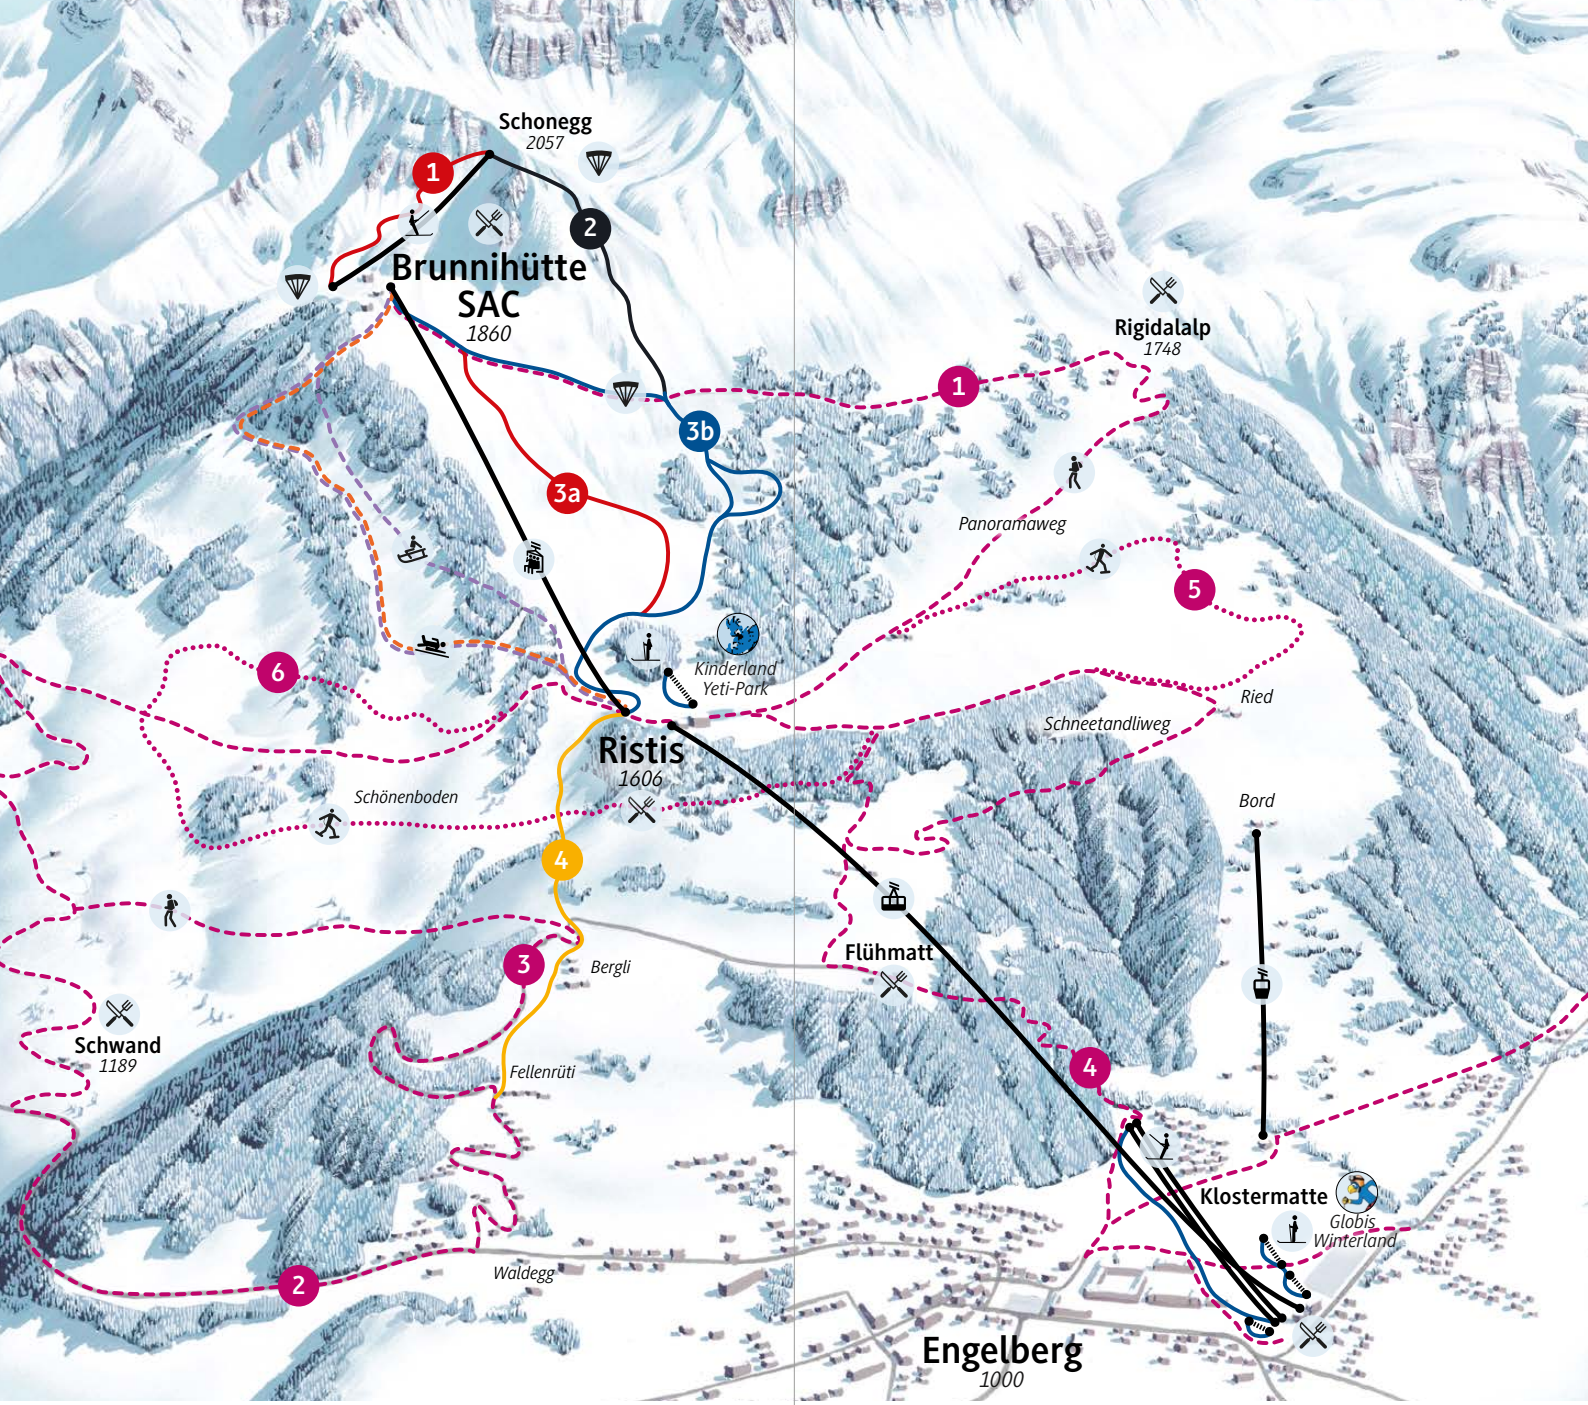 Schonegg
2057
1
2
Brunnihütte
SAC
1860
Rigidalalp
1748
1
3b
3a
Panoramaweg
5
Kinderland
Yeti-Park
6
Ried
Schneetandliweg
Ristis
1606
Schönenboden
Bord
4
Flühmatt
3
Bergli
Schwand
1189
Fellenrüti
4
Klostermatte
Globis
Winterland
Waldegg
2
Engelberg
1000